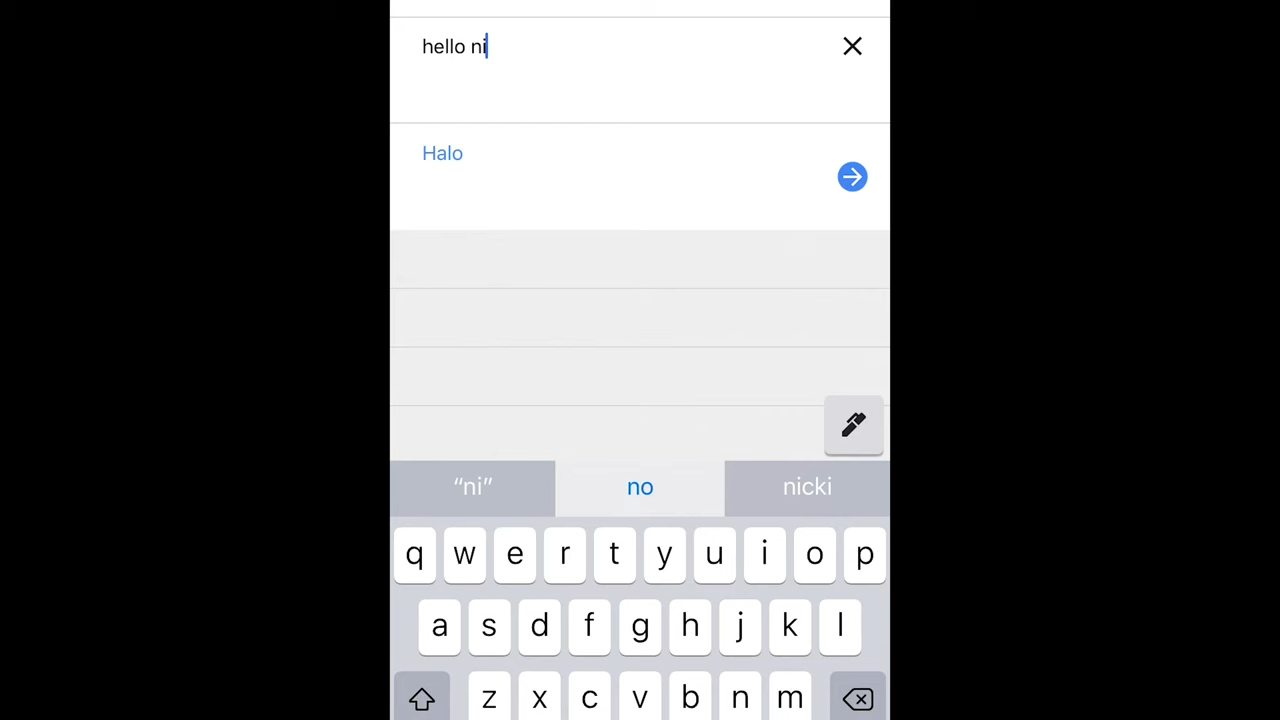 hello ni
Halo
“ni” no nicki
q w e r t y u i o p
a s d f g h j k l
z x c v b n m